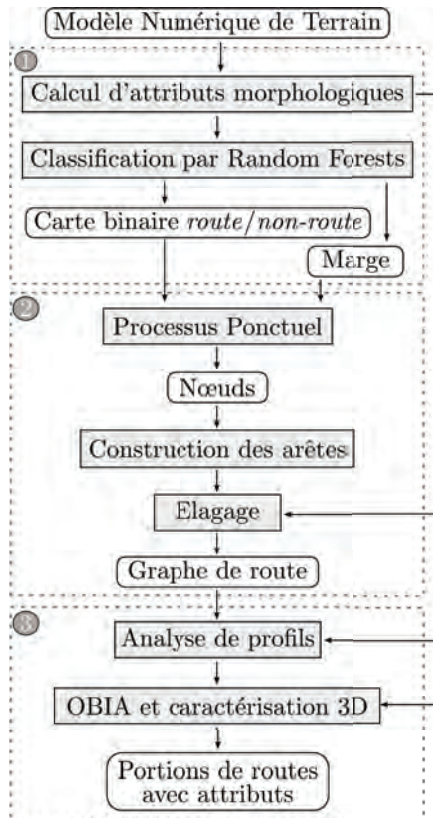 Modèle Numérique de Terrain
1
Calcul d'attributs morphologiques
Classification par Random Forests
Carte binaire route/non-route
Marge
2
Processus Ponctuel
Nœuds
Construction des arêtes
Elagage
Graphe de route
3
Analyse de profils
OBIA et caractérisation 3D
Portions de routes
avec attributs